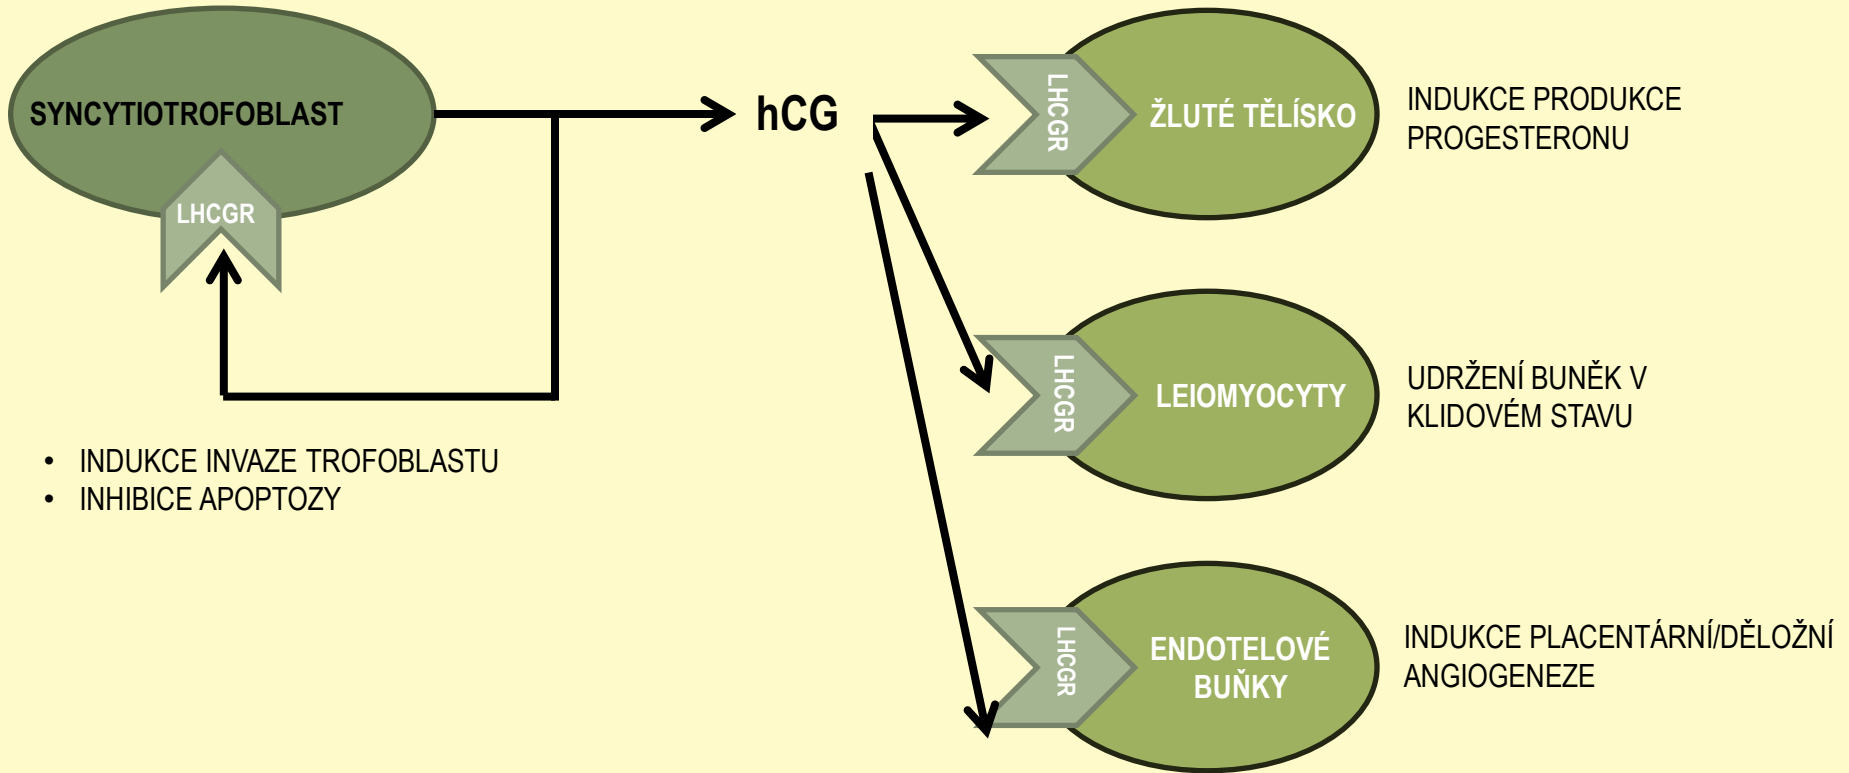 SYNCYTIOTROFOBLAST
LHCGR
• INDUKCE INVAZE TROFOBLASTU
• INHIBICE APOPTOZY
hCG
LHCGR
ŽLUTÉ TĚLÍSKO
INDUKCE PRODUKCE
PROGESTERONU
LHCGR
LEIOMYOCYTY
UDRŽENÍ BUNĚK V
KLIDOVÉM STAVU
LHCGR
ENDOTELOVÉ
BUŇKY
INDUKCE PLACENTÁRNÍ/DĚLOŽNÍ
ANGIOGENEZE